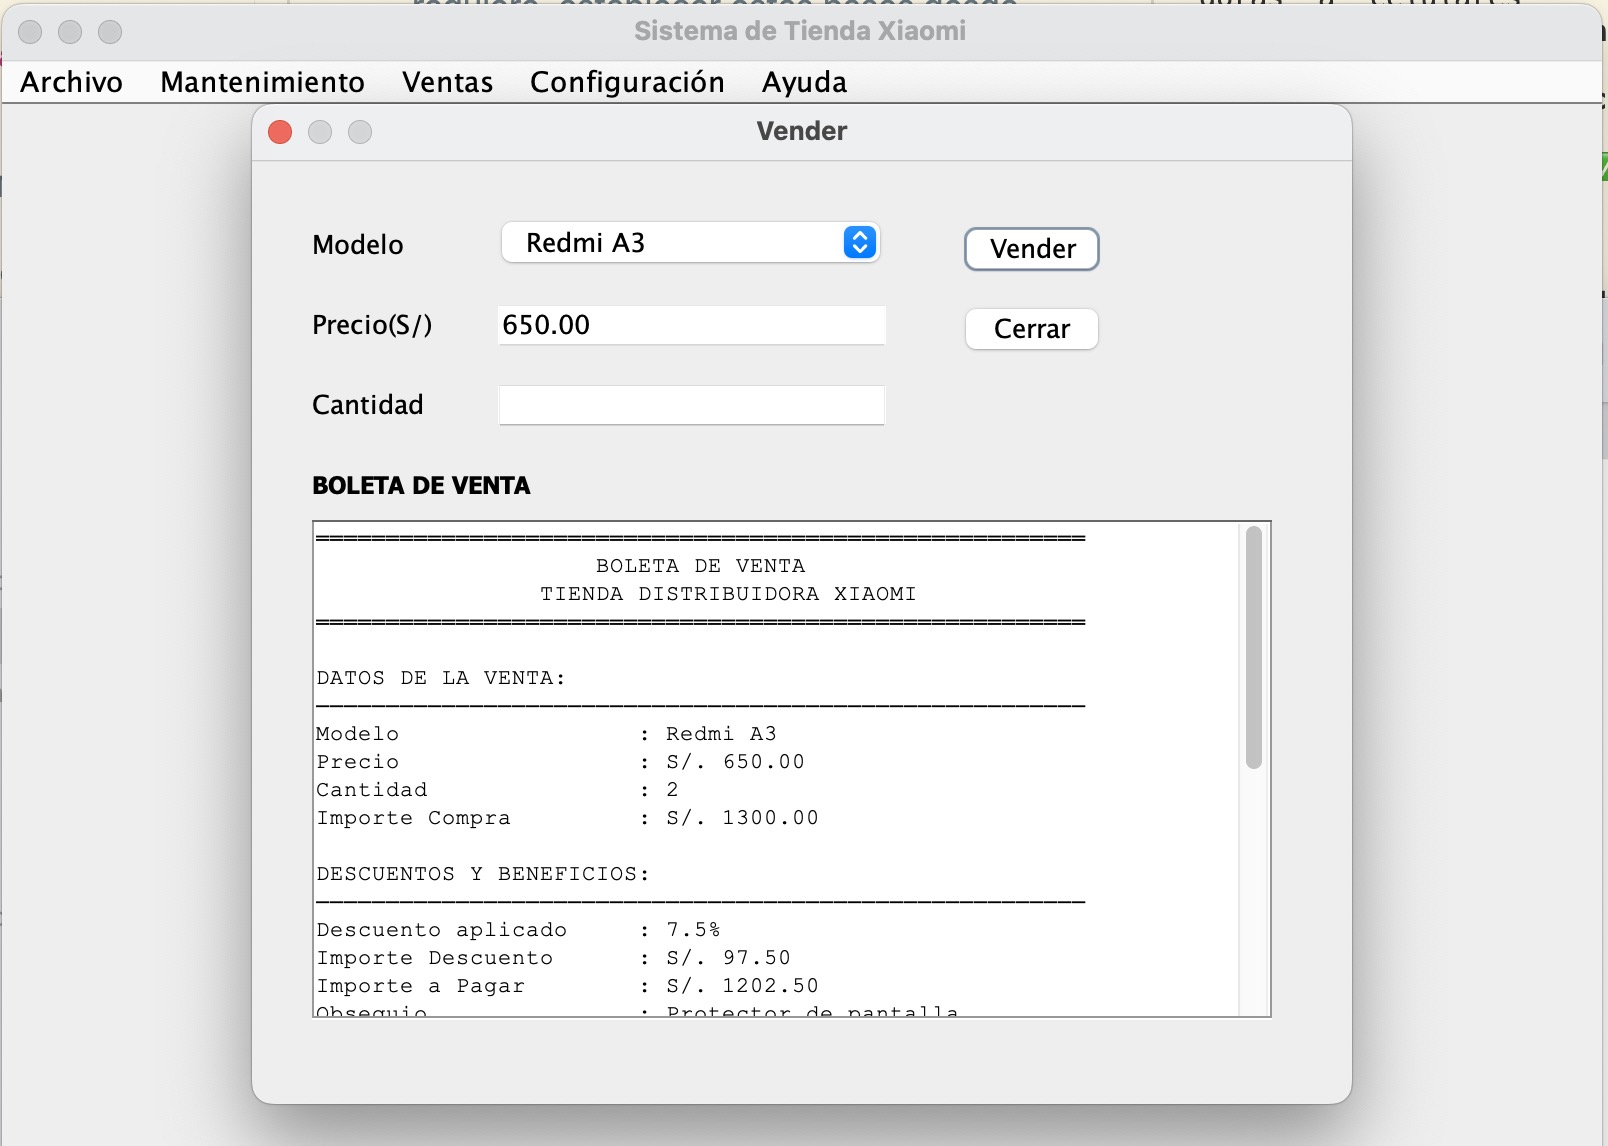 Sistema de Tienda Xiaomi
Archivo Mantenimiento Ventas Configuración Ayuda
Vender
Modelo Redmi A3 Vender
Precio(S/) 650.00 Cerrar
Cantidad
BOLETA DE VENTA
BOLETA DE VENTA
TIENDA DISTRIBUIDORA XIAOMI
DATOS DE LA VENTA:
Modelo : Redmi A3
Precio : S/. 650.00
Cantidad : 2
Importe Compra : S/. 1300.00
DESCUENTOS Y BENEFICIOS:
Descuento aplicado : 7.5%
Importe Descuento : S/. 97.50
Importe a Pagar : S/. 1202.50
Obsequio : Protector de pantalla